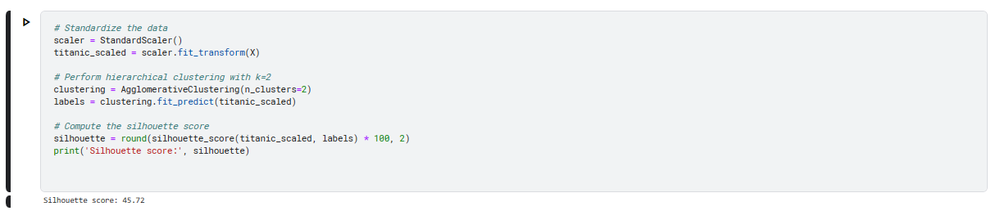 # Standardize the data
scaler = StandardScaler()
titanic_scaled = scaler.fit_transform(X)
# Perform hierarchical clustering with k=2
clustering = AgglomerativeClustering(n_clusters=2)
labels = clustering.fit_predict(titanic_scaled)
# Compute the silhouette score
silhouette = round(silhouette_score(titanic_scaled, labels) * 100, 2)
print('Silhouette score:', silhouette)
Silhouette score: 45.72